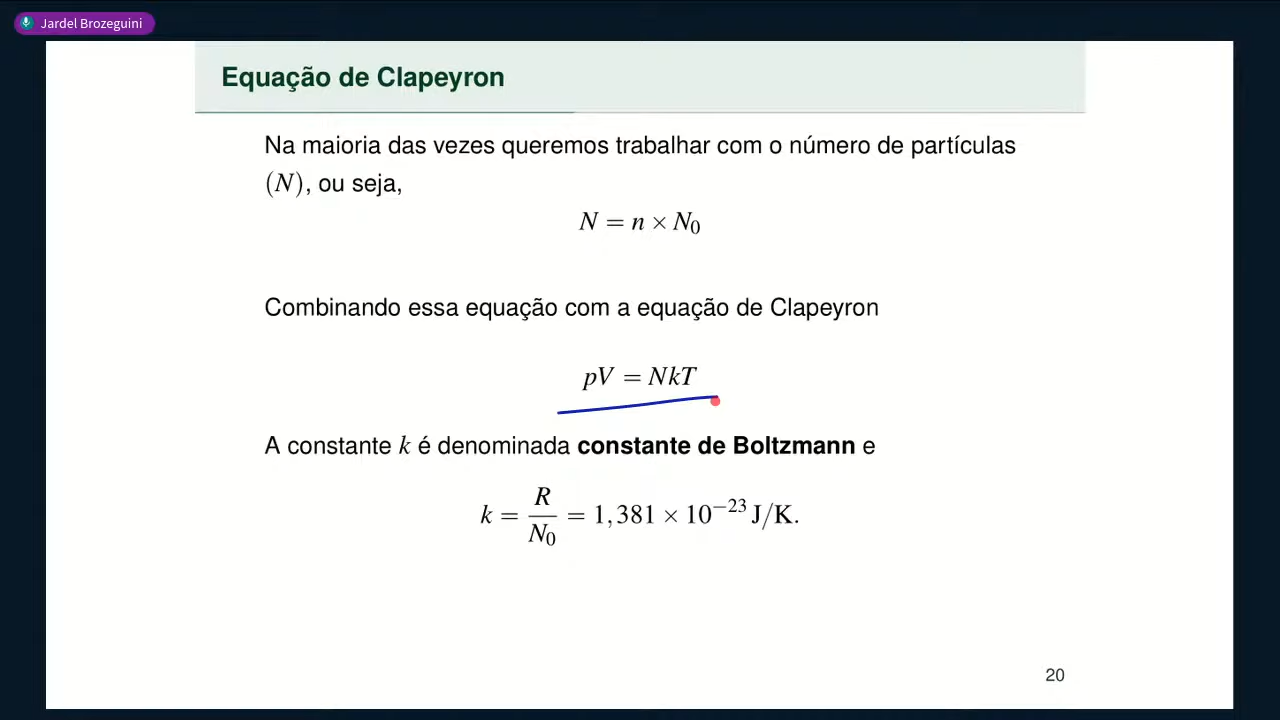 Jardel Brozeguini
Equação de Clapeyron
Na maioria das vezes queremos trabalhar com o número de partículas
(N), ou seja,
N = n × N₀
Combinando essa equação com a equação de Clapeyron
pV = NkT
A constante k é denominada constante de Boltzmann e
k = R/N₀ = 1,381 × 10⁻²³ J/K.
20